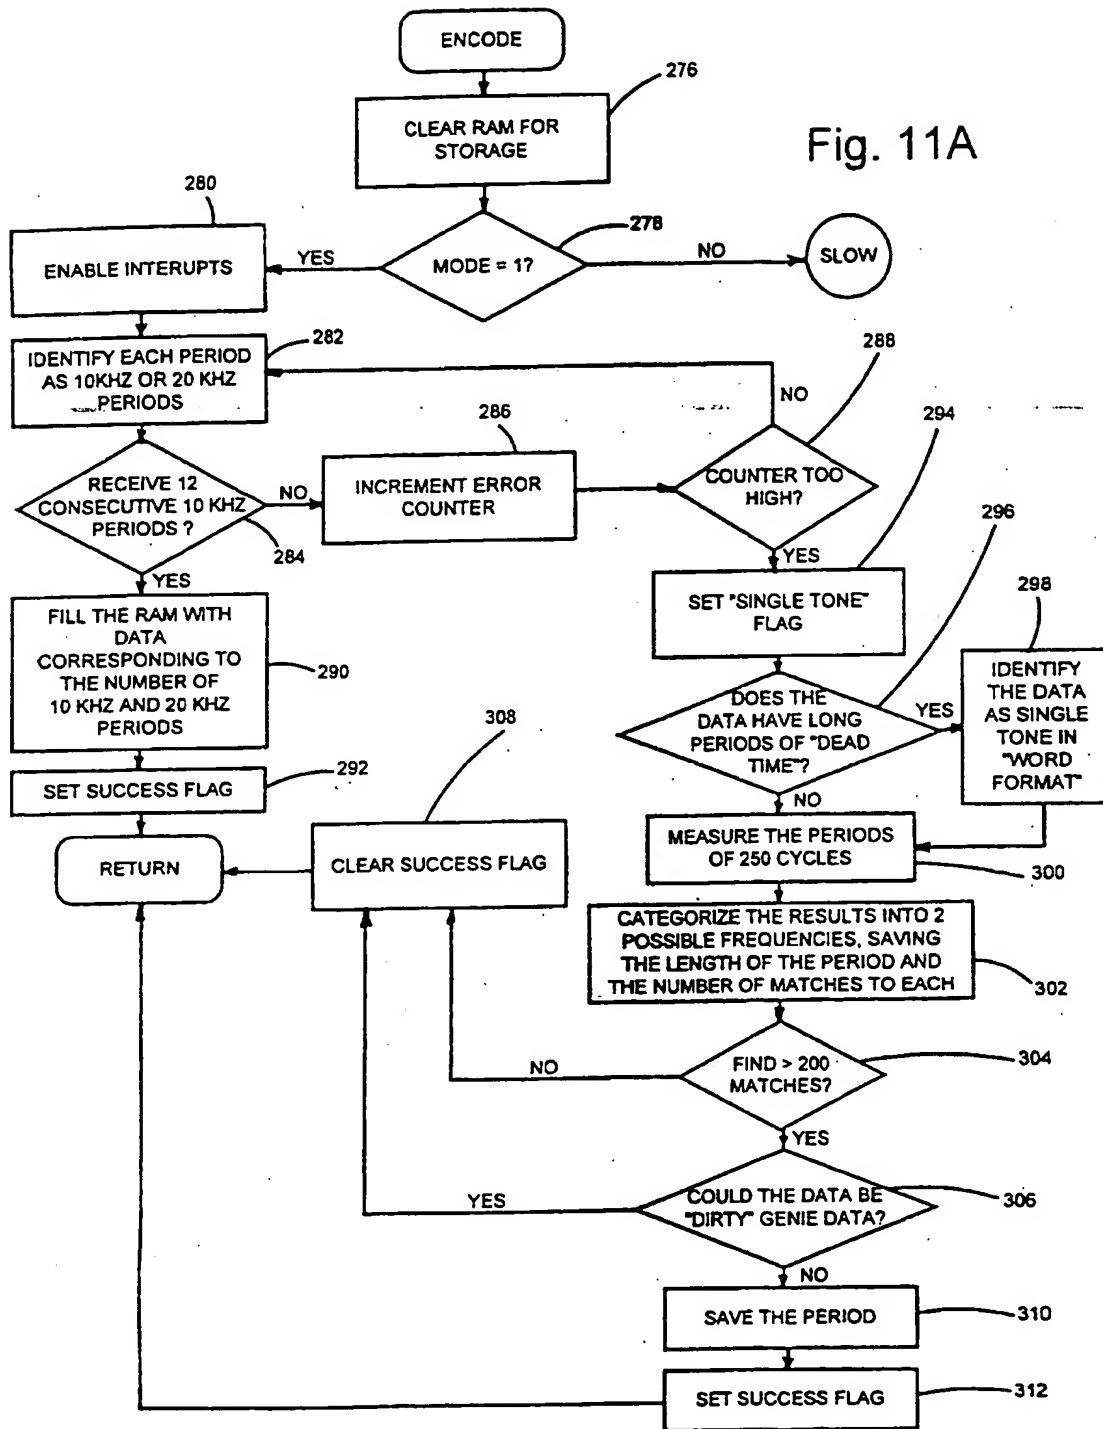 ENCODE
276
CLEAR RAM FOR
STORAGE
Fig. 11A
280
278
ENABLE INTERUPTS
YES
MODE = 1?
NO
SLOW
282
IDENTIFY EACH PERIOD
AS 10KHZ OR 20 KHZ
PERIODS
288
NO
286
294
RECEIVE 12
CONSECUTIVE 10 KHZ
PERIODS ?
NO
INCREMENT ERROR
COUNTER
COUNTER TOO
HIGH?
284
YES
YES
296
FILL THE RAM WITH
DATA
CORRESPONDING TO
THE NUMBER OF
10 KHZ AND 20 KHZ
PERIODS
290
SET "SINGLE TONE"
FLAG
298
DOES THE
DATA HAVE LONG
PERIODS OF "DEAD
TIME"?
YES
IDENTIFY
THE DATA
AS SINGLE
TONE IN
"WORD
FORMAT"
308
292
SET SUCCESS FLAG
NO
RETURN
CLEAR SUCCESS FLAG
MEASURE THE PERIODS
OF 250 CYCLES
300
CATEGORIZE THE RESULTS INTO 2
POSSIBLE FREQUENCIES, SAVING
THE LENGTH OF THE PERIOD AND
THE NUMBER OF MATCHES TO EACH
302
NO
FIND > 200
MATCHES?
304
YES
YES
COULD THE DATA BE
"DIRTY" GENIE DATA?
306
NO
SAVE THE PERIOD
310
SET SUCCESS FLAG
312